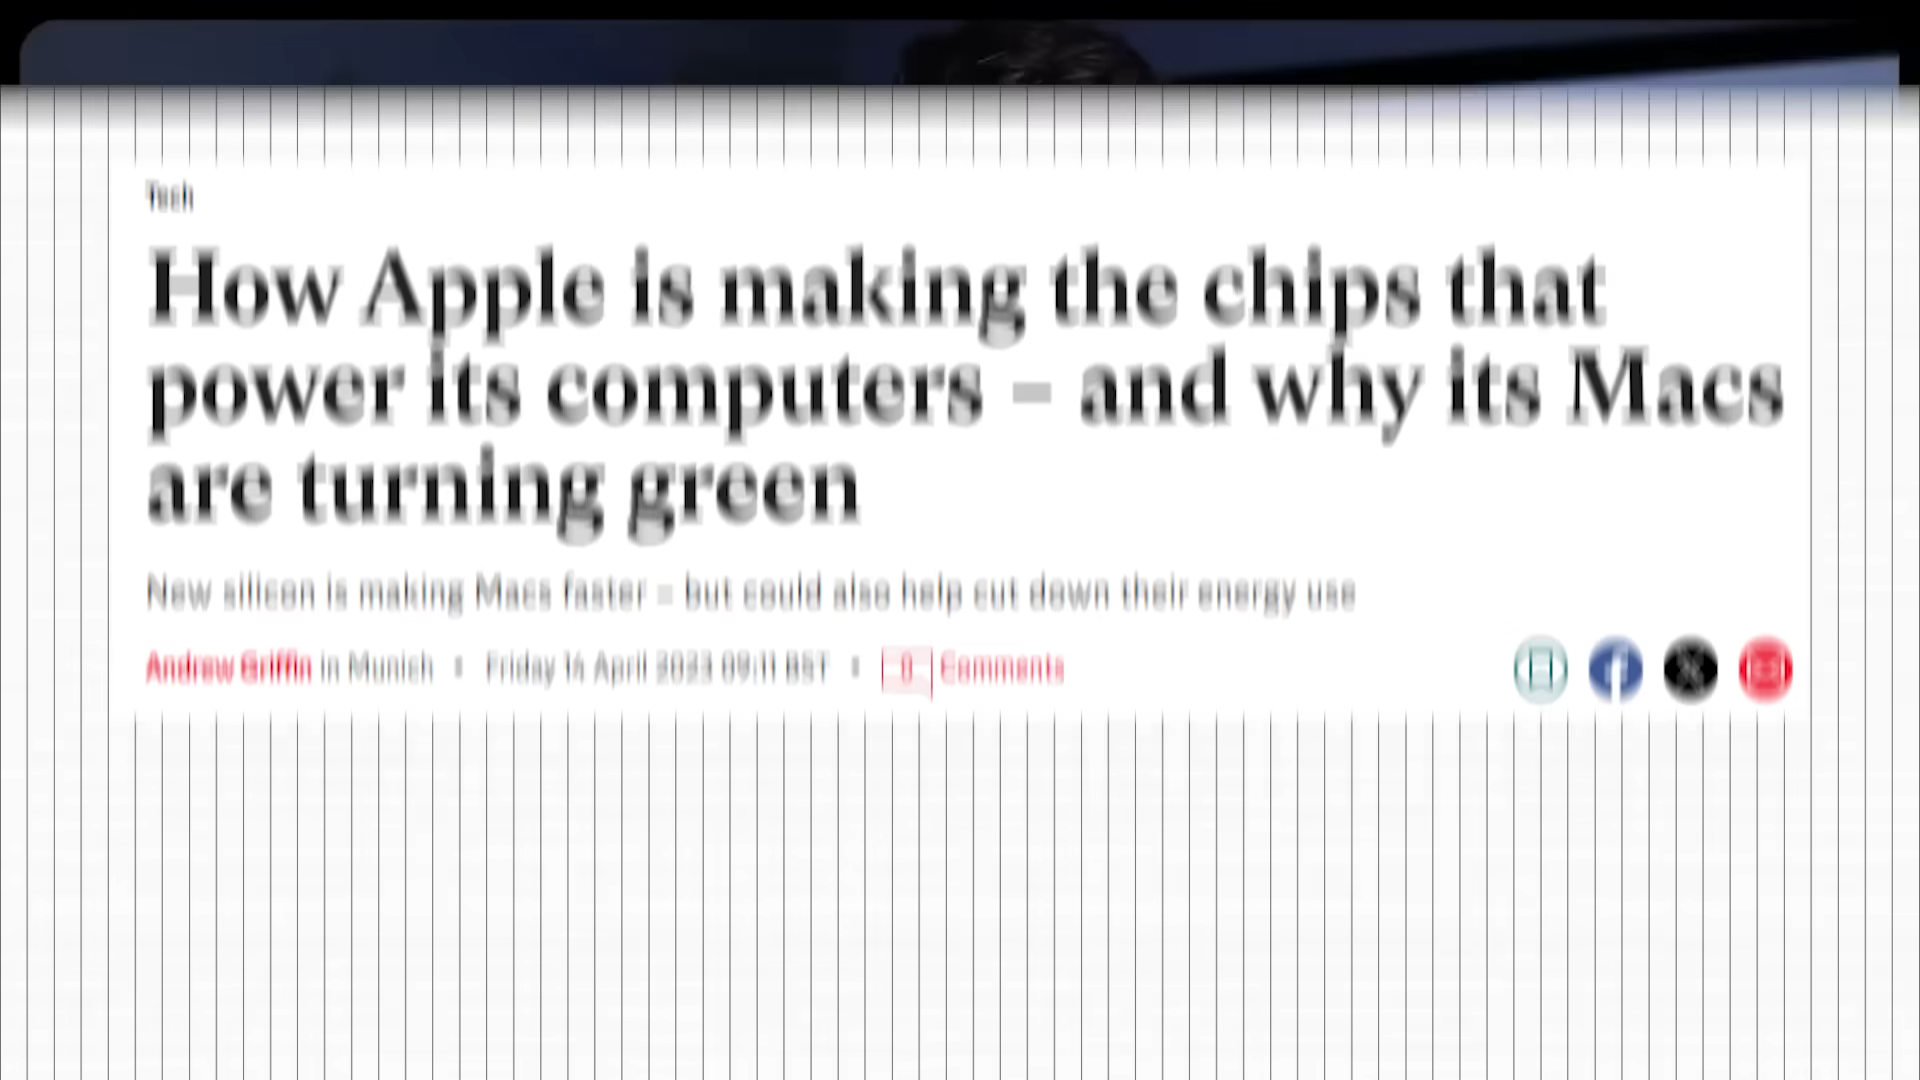 Tech
How Apple is making the chips that
power its computers – and why its Macs
are turning green
New silicon is making Macs faster – but could also help cut down their energy use
Andrew Griffin in Munich | Friday 14 April 2023 09:11 BST | 0 Comments